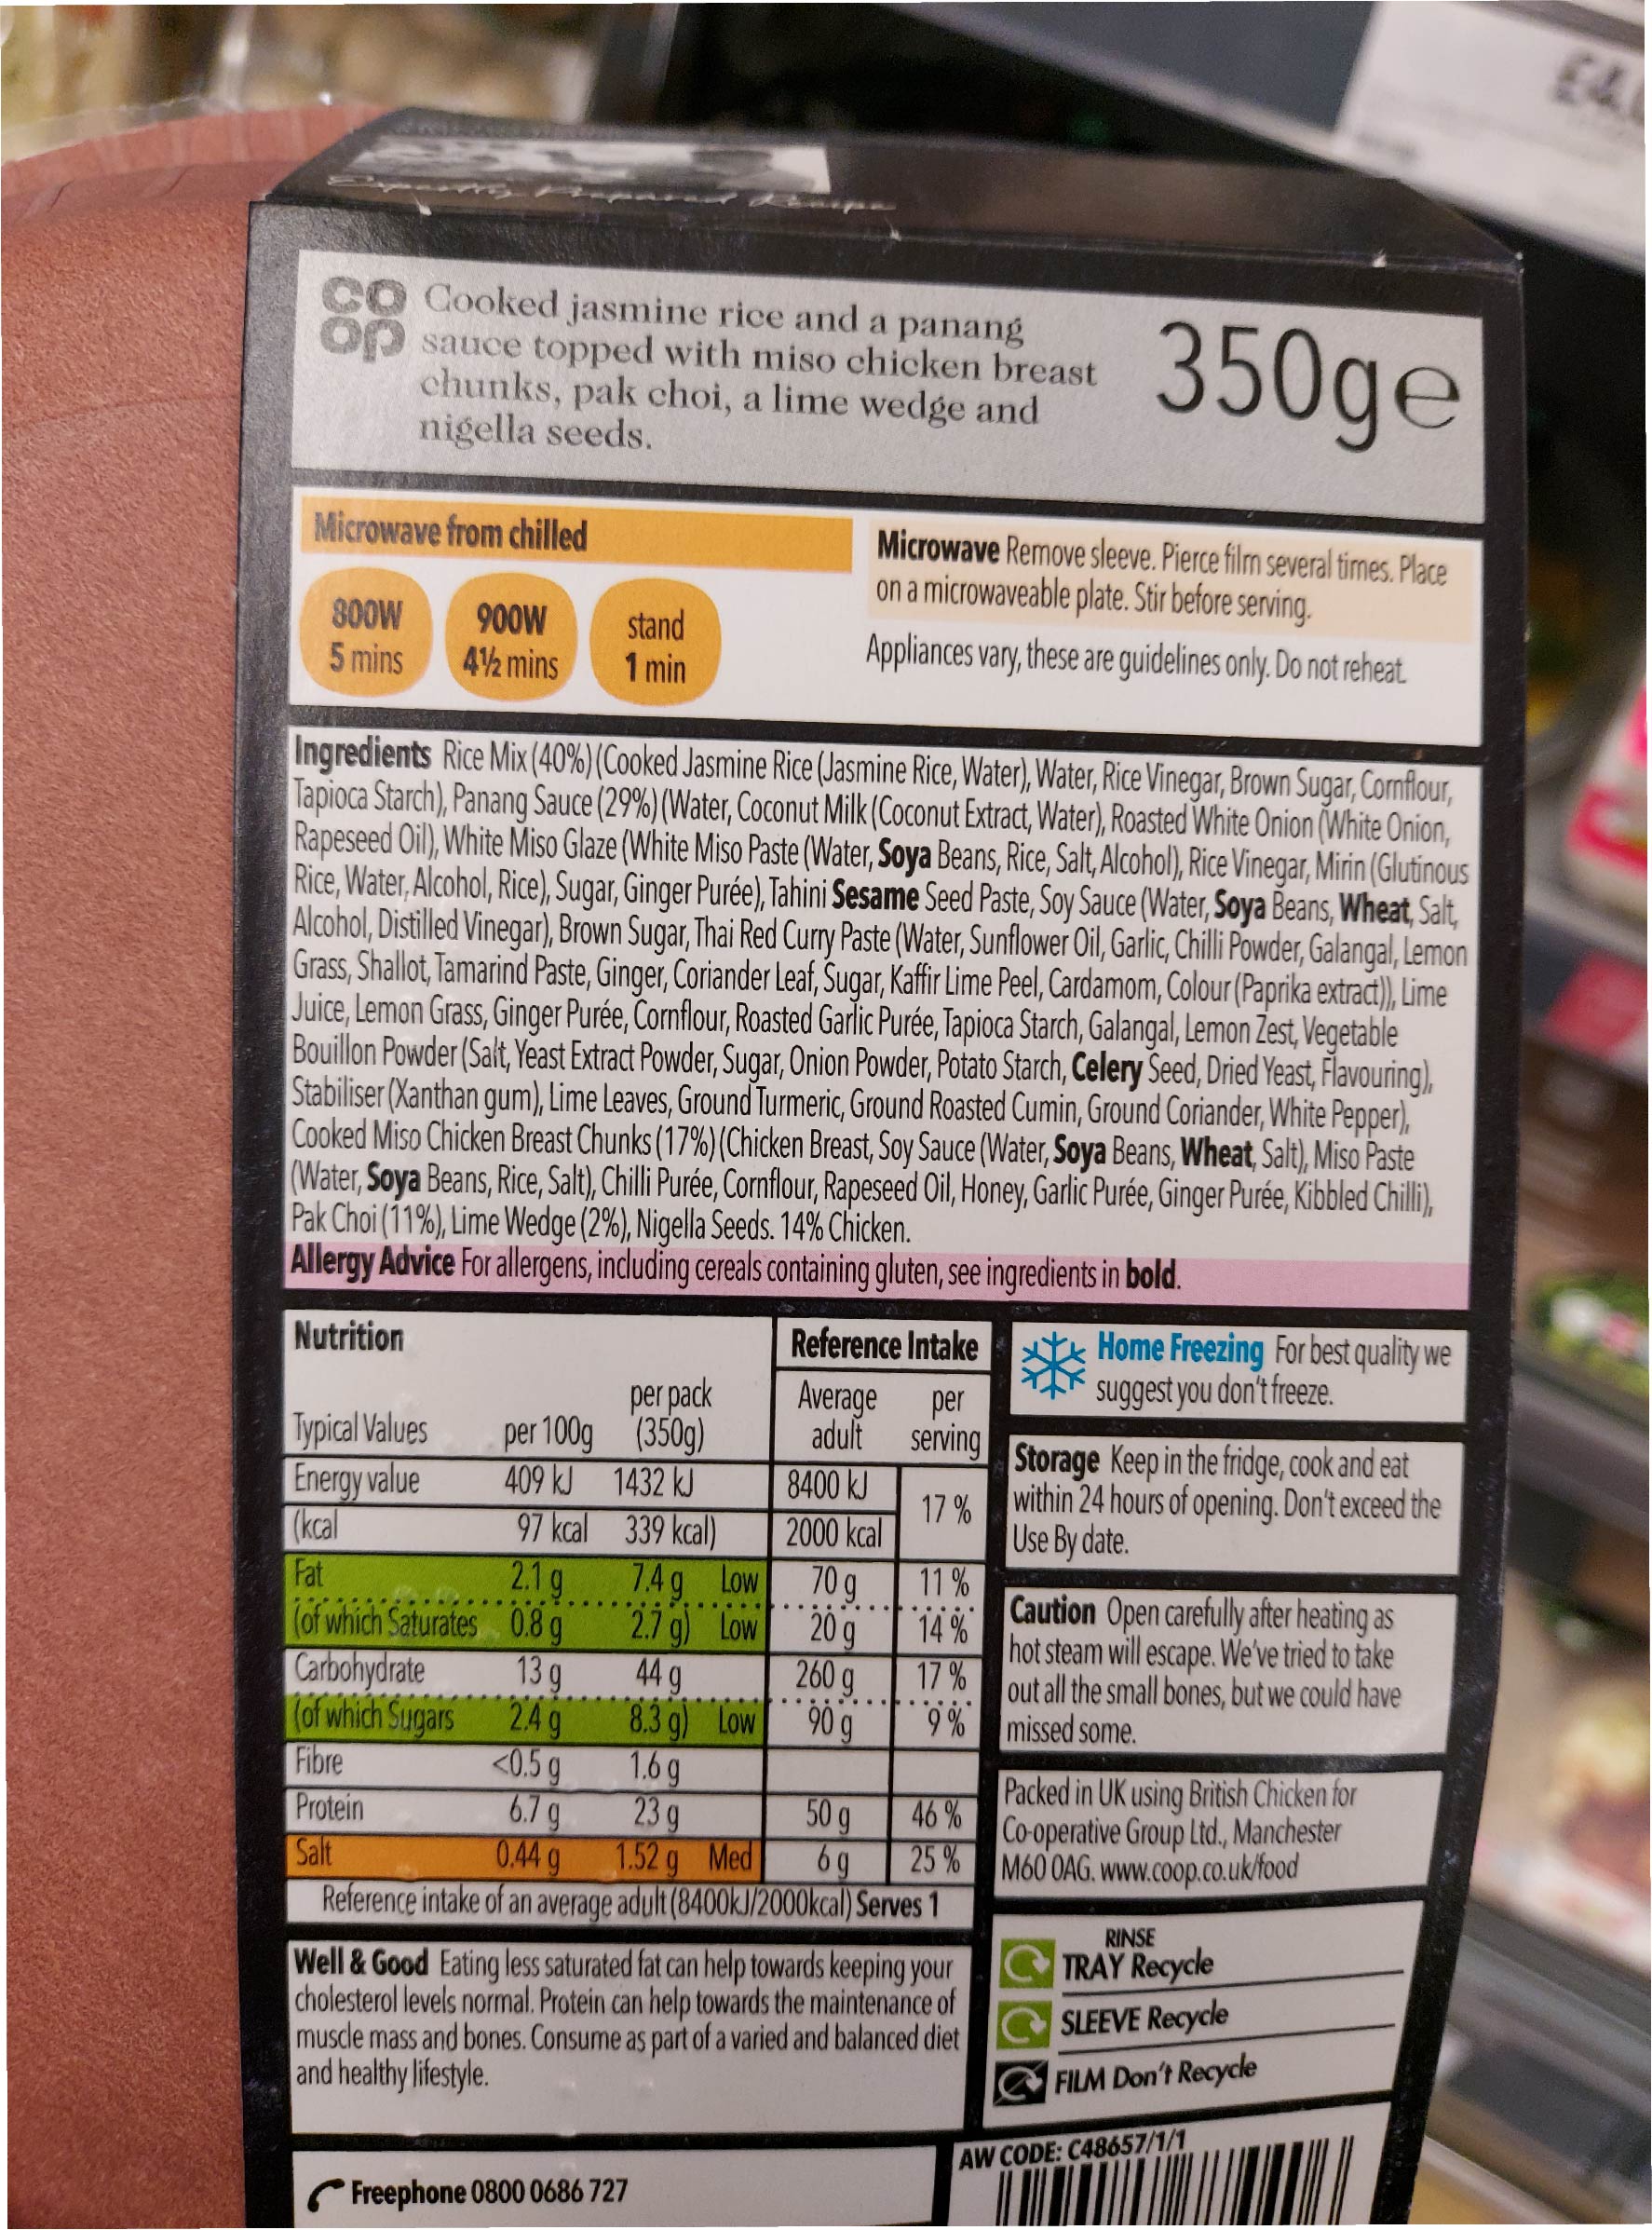 Expertly Prepared Recipe
CO
OP
Cooked jasmine rice and a panang
sauce topped with miso chicken breast
chunks, pak choi, a lime wedge and
nigella seeds.
350g℮
Microwave from chilled
800W
5 mins
900W
4½ mins
stand
1 min
Microwave Remove sleeve. Pierce film several times. Place
on a microwaveable plate. Stir before serving.
Appliances vary, these are guidelines only. Do not reheat.
Ingredients Rice Mix (40%) (Cooked Jasmine Rice (Jasmine Rice, Water), Water, Rice Vinegar, Brown Sugar, Cornflour,
Tapioca Starch), Panang Sauce (29%) (Water, Coconut Milk (Coconut Extract, Water), Roasted White Onion (White Onion,
Rapeseed Oil), White Miso Glaze (White Miso Paste (Water, Soya Beans, Rice, Salt, Alcohol), Rice Vinegar, Mirin (Glutinous
Rice, Water, Alcohol, Rice), Sugar, Ginger Purée), Tahini Sesame Seed Paste, Soy Sauce (Water, Soya Beans, Wheat, Salt,
Alcohol, Distilled Vinegar), Brown Sugar, Thai Red Curry Paste (Water, Sunflower Oil, Garlic, Chilli Powder, Galangal, Lemon
Grass, Shallot, Tamarind Paste, Ginger, Coriander Leaf, Sugar, Kaffir Lime Peel, Cardamom, Colour (Paprika extract)), Lime
Juice, Lemon Grass, Ginger Purée, Cornflour, Roasted Garlic Purée, Tapioca Starch, Galangal, Lemon Zest, Vegetable
Bouillon Powder (Salt, Yeast Extract Powder, Sugar, Onion Powder, Potato Starch, Celery Seed, Dried Yeast, Flavouring),
Stabiliser (Xanthan gum), Lime Leaves, Ground Turmeric, Ground Roasted Cumin, Ground Coriander, White Pepper),
Cooked Miso Chicken Breast Chunks (17%) (Chicken Breast, Soy Sauce (Water, Soya Beans, Wheat, Salt), Miso Paste
(Water, Soya Beans, Rice, Salt), Chilli Purée, Cornflour, Rapeseed Oil, Honey, Garlic Purée, Ginger Purée, Kibbled Chilli),
Pak Choi (11%), Lime Wedge (2%), Nigella Seeds. 14% Chicken.
Allergy Advice For allergens, including cereals containing gluten, see ingredients in bold.
Nutrition Reference Intake
Typical Values per 100g per pack (350g) Average adult per serving
Energy value 409 kJ 1432 kJ 8400 kJ 17 %
(kcal 97 kcal 339 kcal) 2000 kcal
Fat 2.1 g 7.4 g Low 70 g 11 %
(of which Saturates 0.8 g 2.7 g) Low 20 g 14 %
Carbohydrate 13 g 44 g 260 g 17 %
(of which Sugars 2.4 g 8.3 g) Low 90 g 9 %
Fibre <0.5 g 1.6 g
Protein 6.7 g 23 g 50 g 46 %
Salt 0.44 g 1.52 g Med 6 g 25 %
Reference intake of an average adult (8400kJ/2000kcal) Serves 1
Well & Good Eating less saturated fat can help towards keeping your
cholesterol levels normal. Protein can help towards the maintenance of
muscle mass and bones. Consume as part of a varied and balanced diet
and healthy lifestyle.
Freephone 0800 0686 727
Home Freezing For best quality we
suggest you don't freeze.
Storage Keep in the fridge, cook and eat
within 24 hours of opening. Don't exceed the
Use By date.
Caution Open carefully after heating as
hot steam will escape. We've tried to take
out all the small bones, but we could have
missed some.
Packed in UK using British Chicken for
Co-operative Group Ltd., Manchester
M60 0AG. www.coop.co.uk/food
RINSE
TRAY Recycle
SLEEVE Recycle
FILM Don't Recycle
AW CODE: C48657/1/1